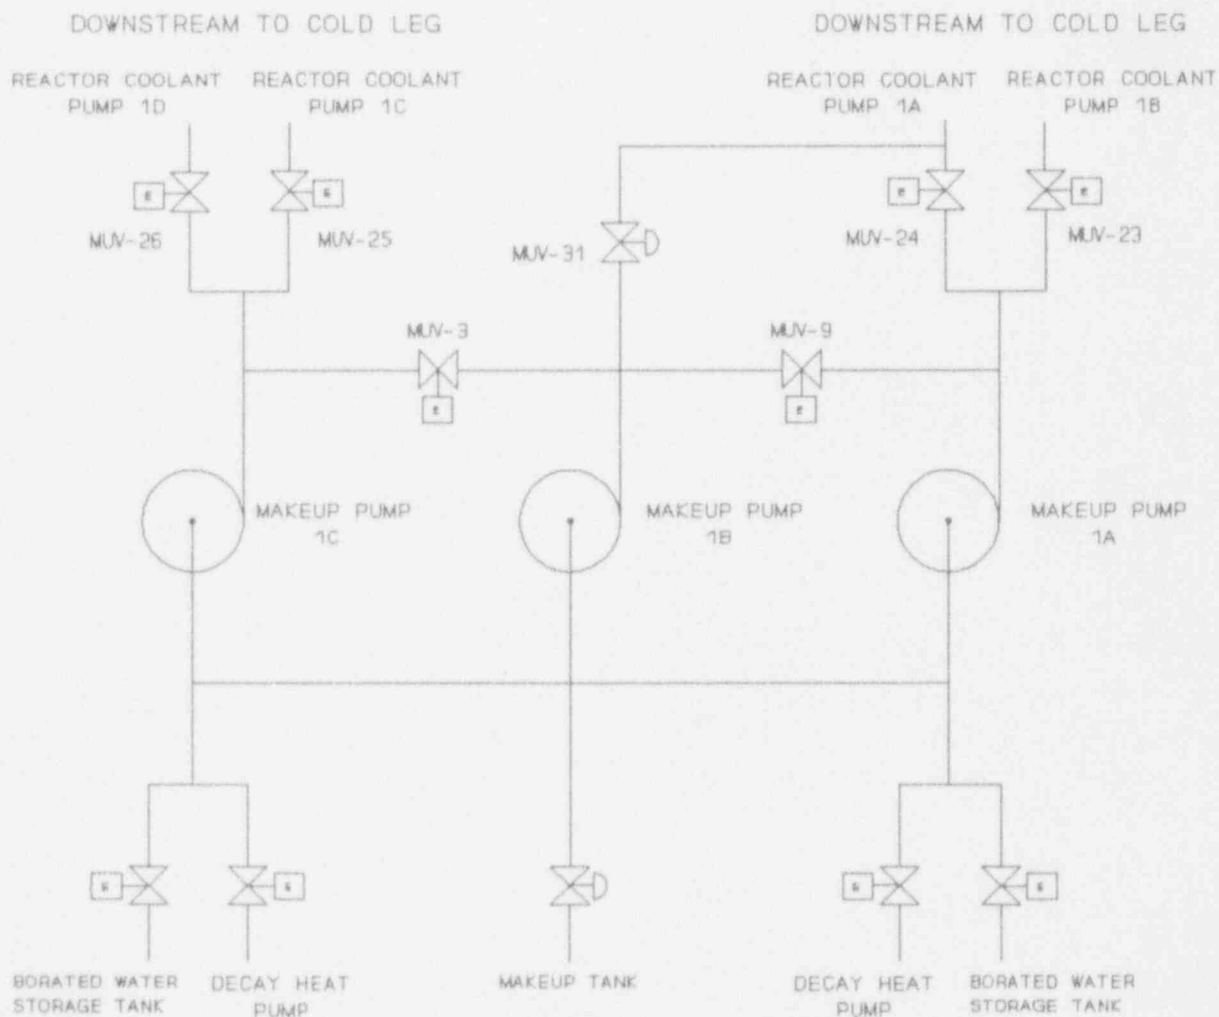 DOWNSTREAM TO COLD LEG
DOWNSTREAM TO COLD LEG
REACTOR COOLANT
PUMP 1D
REACTOR COOLANT
PUMP 1C
REACTOR COOLANT
PUMP 1A
REACTOR COOLANT
PUMP 1B
E
E
E
E
MUV-26
MUV-25
MUV-31
MUV-24
MUV-23
MUV-3
MUV-9
E
E
MAKEUP PUMP
1C
MAKEUP PUMP
1B
MAKEUP PUMP
1A
E
E
E
E
BORATED WATER
STORAGE TANK
DECAY HEAT
PUMP
MAKEUP TANK
DECAY HEAT
PUMP
BORATED WATER
STORAGE TANK